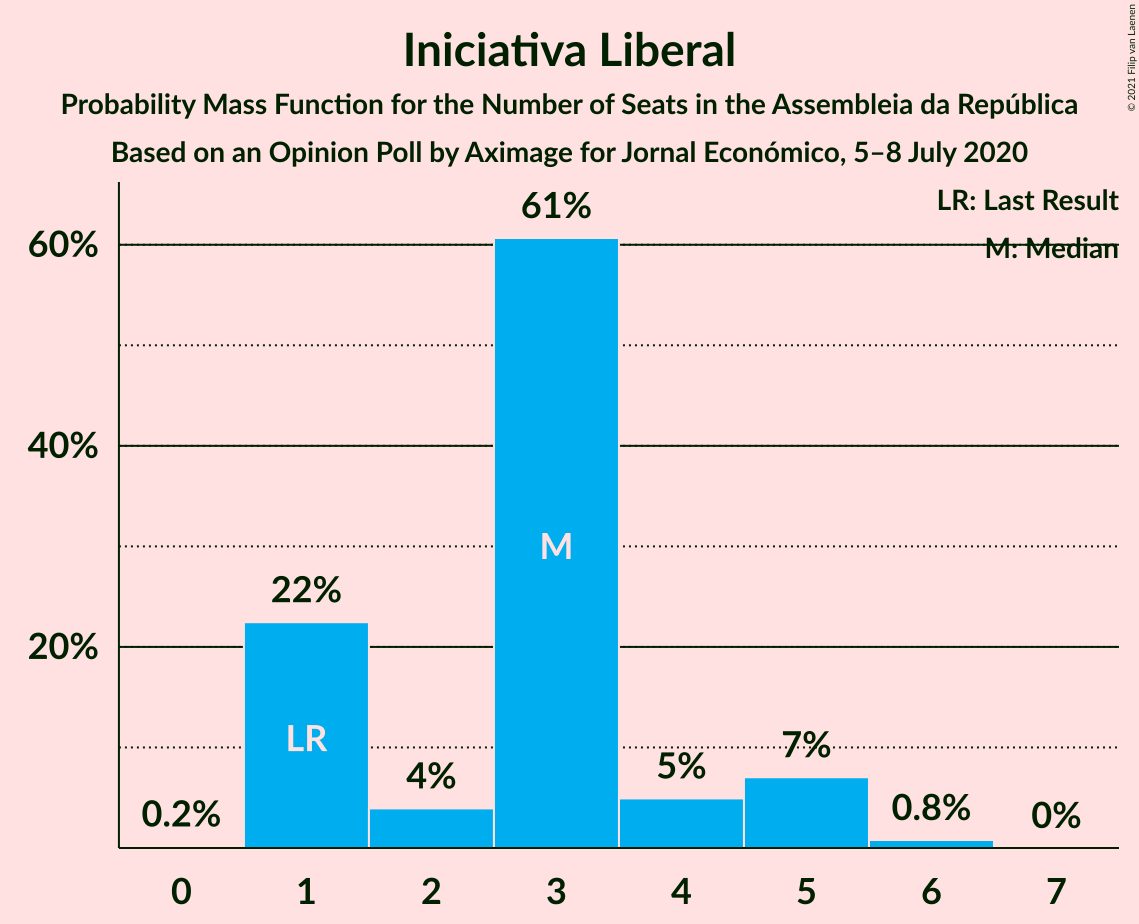 Iniciativa Liberal
Probability Mass Function for the Number of Seats in the Assembleia da República
Based on an Opinion Poll by Aximage for Jornal Económico, 5–8 July 2020
© 2021 Filip van Laenen
LR: Last Result
M: Median
60%
40%
20%
0.2%
22%
4%
61%
5%
7%
0.8%
0%
LR
M
0 1 2 3 4 5 6 7